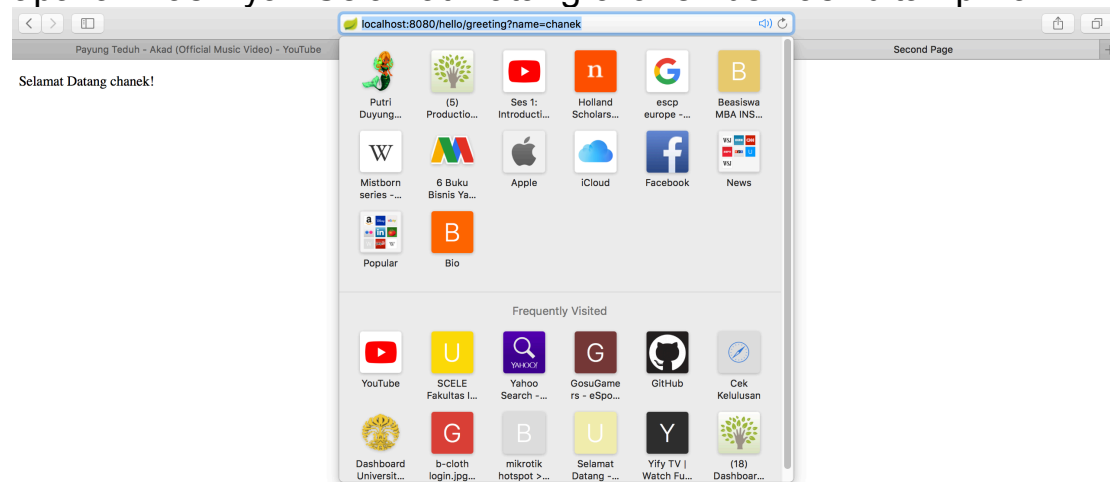 localhost:8080/hello/greeting?name=chanek
Payung Teduh - Akad (Official Music Video) - YouTube
Second Page
Selamat Datang chanek!
B
Putri Duyung...
(5) Productio...
Ses 1: Introducti...
Holland Scholars...
escp europe -...
Beasiswa MBA INS...
W
Mistborn series -...
6 Buku Bisnis Ya...
Apple
iCloud
Facebook
News
B
Popular
Bio
Frequently Visited
U
YAHOO!
G
YouTube
SCELE Fakultas I...
Yahoo Search -...
GosuGame rs - eSpo...
GitHub
Cek Kelulusan
G
B
U
Y
Dashboard Universit...
b-cloth login.jpg...
mikrotik hotspot >...
Selamat Datang -...
Yify TV | Watch Fu...
(18) Dashboar...